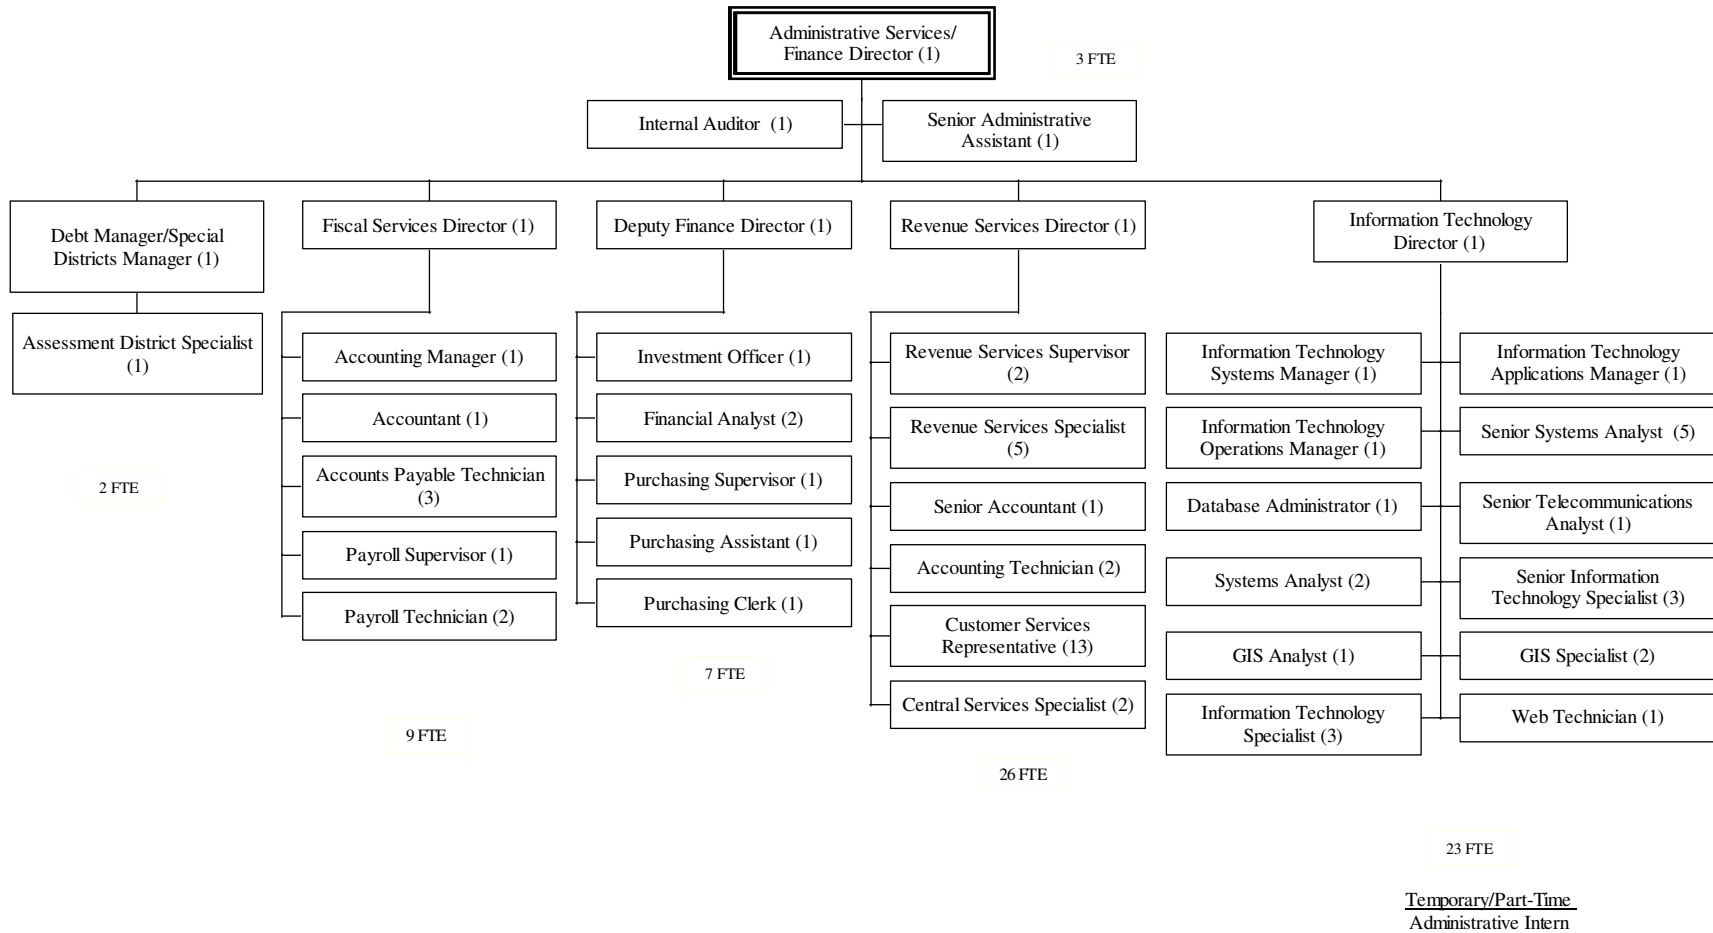 Administrative Services/
Finance Director (1)
3 FTE
Internal Auditor (1)
Senior Administrative
Assistant (1)
Debt Manager/Special
Districts Manager (1)
Assessment District Specialist
(1)
2 FTE
Fiscal Services Director (1)
Accounting Manager (1)
Accountant (1)
Accounts Payable Technician
(3)
Payroll Supervisor (1)
Payroll Technician (2)
9 FTE
Deputy Finance Director (1)
Investment Officer (1)
Financial Analyst (2)
Purchasing Supervisor (1)
Purchasing Assistant (1)
Purchasing Clerk (1)
7 FTE
Revenue Services Director (1)
Revenue Services Supervisor
(2)
Revenue Services Specialist
(5)
Senior Accountant (1)
Accounting Technician (2)
Customer Services
Representative (13)
Central Services Specialist (2)
26 FTE
Information Technology
Director (1)
Information Technology
Systems Manager (1)
Information Technology
Applications Manager (1)
Information Technology
Operations Manager (1)
Senior Systems Analyst (5)
Database Administrator (1)
Senior Telecommunications
Analyst (1)
Systems Analyst (2)
Senior Information
Technology Specialist (3)
GIS Analyst (1)
GIS Specialist (2)
Information Technology
Specialist (3)
Web Technician (1)
23 FTE
Temporary/Part-Time
Administrative Intern